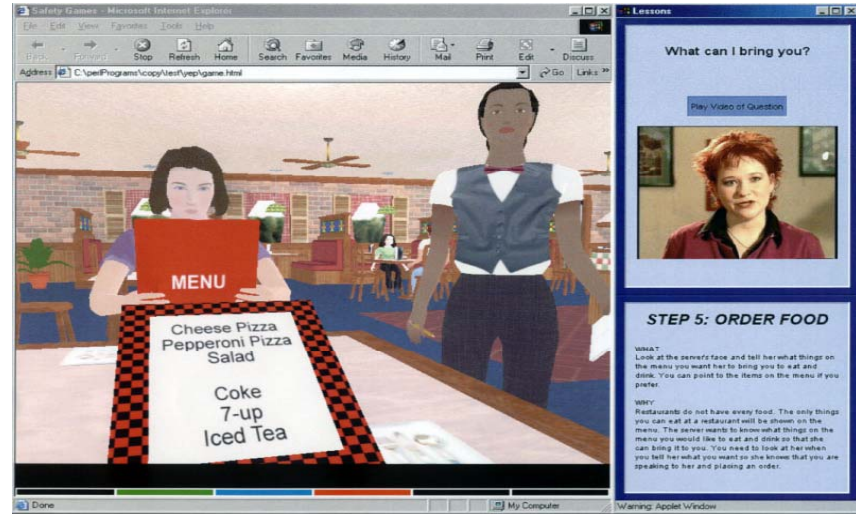 Safety Games - Microsoft Internet Explorer
File Edit View Favorites Tools Help
Back Forward Stop Refresh Home Search Favorites Media History Mail Print Edit Discuss
Address C:\perlPrograms\copy\test\yep\game.html Go Links »
MENU
Cheese Pizza
Pepperoni Pizza
Salad
Coke
7-up
Iced Tea
Done My Computer
Lessons
What can I bring you?
Play Video of Question
STEP 5: ORDER FOOD
WHAT
Look at the server's face and tell her what things on
the menu you want her to bring you to eat and
drink. You can point to the items on the menu if you
prefer.
WHY
Restaurants do not have every food. The only things
you can eat at a restaurant will be shown on the
menu. The server wants to know what things on the
menu you would like to eat and drink so that she
can bring it to you. You need to look at her when
you tell her what you want so she knows that you are
speaking to her and placing an order.
Warning: Applet Window